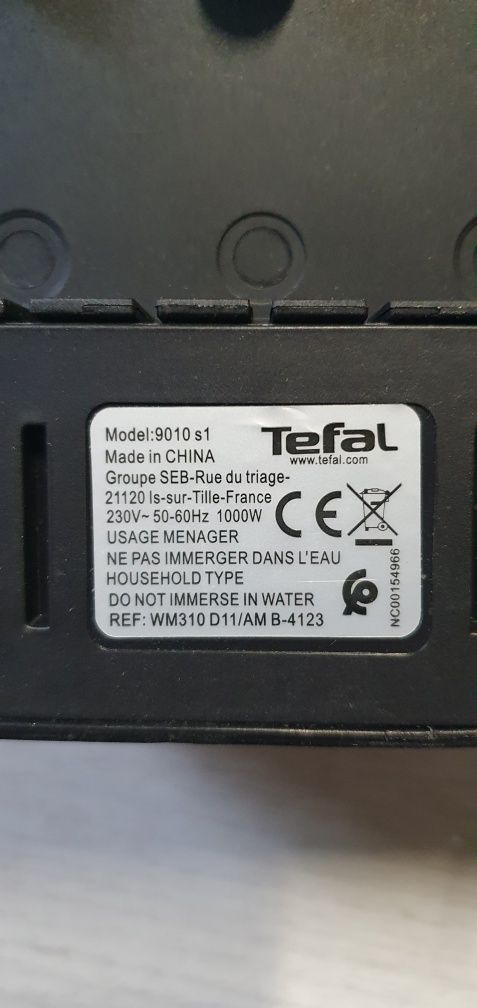 Model:9010 s1
Tefal
Made in CHINA
www.tefal.com
Groupe SEB-Rue du triage-
21120 Is-sur-Tille-France
230V~ 50-60Hz 1000W
CE
USAGE MENAGER
NE PAS IMMERGER DANS L'EAU
HOUSEHOLD TYPE
DO NOT IMMERSE IN WATER
REF: WM310 D11/AM B-4123
NC00154966